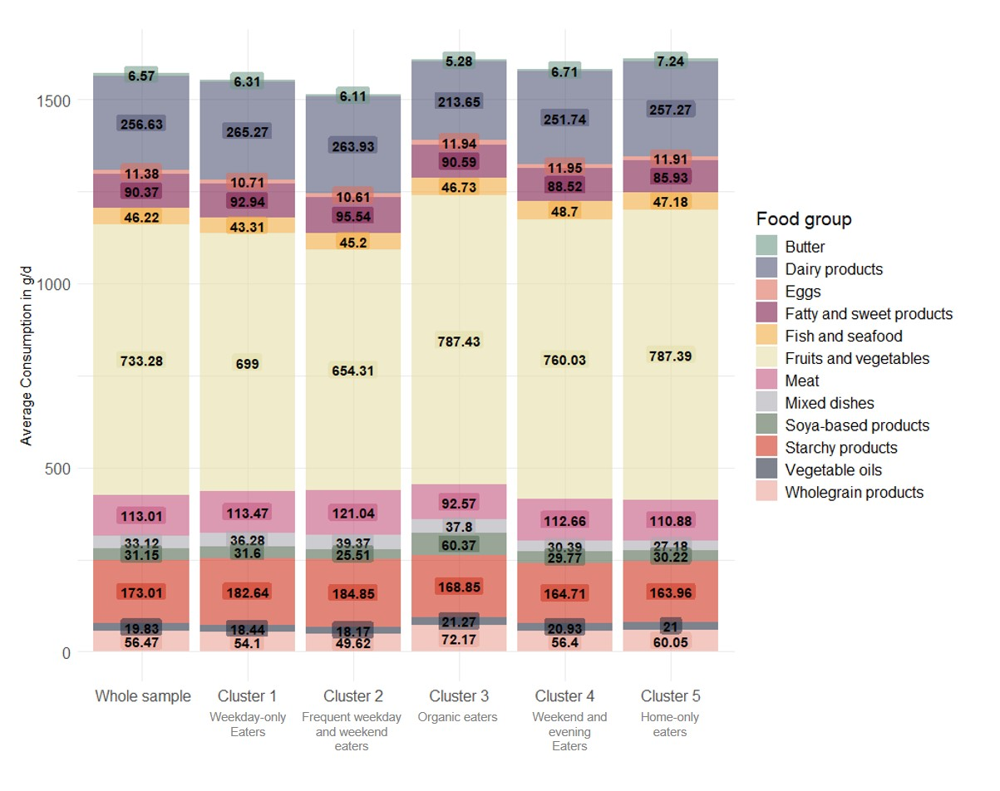 1500
1000
500
0
Average Consumption in g/d
6.57
256.63
11.38
90.37
46.22
733.28
113.01
33.12
31.15
173.01
19.83
56.47
6.31
265.27
10.71
92.94
43.31
699
113.47
36.28
31.6
182.64
18.44
54.1
6.11
263.93
10.61
95.54
45.2
654.31
121.04
39.37
25.51
184.85
18.17
49.62
5.28
213.65
11.94
90.59
46.73
787.43
92.57
37.8
60.37
168.85
21.27
72.17
6.71
251.74
11.95
88.52
48.7
760.03
112.66
30.39
29.77
164.71
20.93
56.4
7.24
257.27
11.91
85.93
47.18
787.39
110.88
27.18
30.22
163.96
21
60.05
Whole sample
Cluster 1
Weekday-only
Eaters
Cluster 2
Frequent weekday
and weekend
eaters
Cluster 3
Organic eaters
Cluster 4
Weekend and
evening
Eaters
Cluster 5
Home-only
eaters
Food group
Butter
Dairy products
Eggs
Fatty and sweet products
Fish and seafood
Fruits and vegetables
Meat
Mixed dishes
Soya-based products
Starchy products
Vegetable oils
Wholegrain products